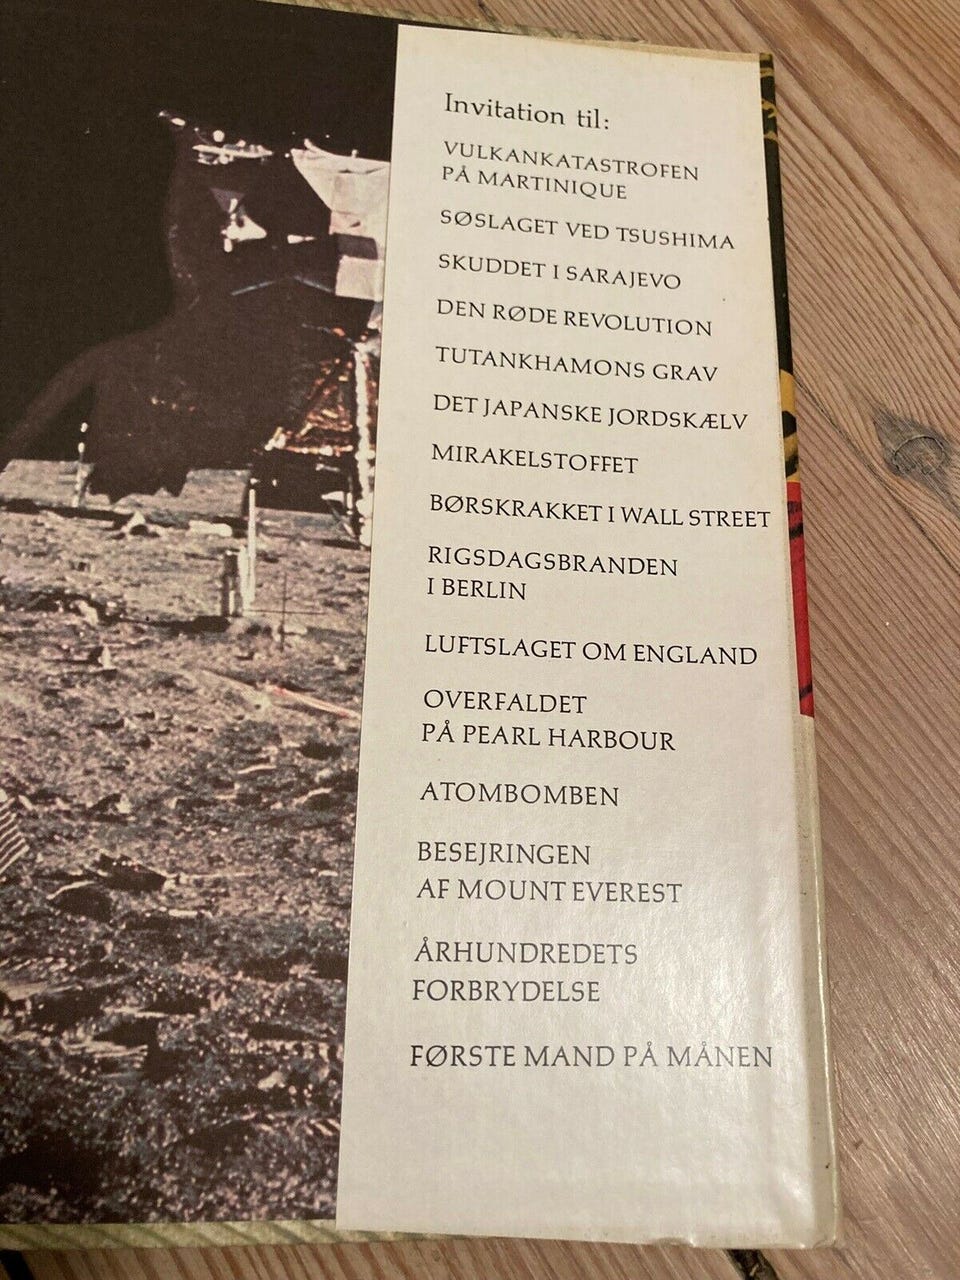 Invitation til:
VULKANKATASTROFEN
PÅ MARTINIQUE
SØSLAGET VED TSUSHIMA
SKUDDET I SARAJEVO
DEN RØDE REVOLUTION
TUTANKHAMONS GRAV
DET JAPANSKE JORDSKÆLV
MIRAKELSTOFFET
BØRSKRAKKET I WALL STREET
RIGSDAGSBRANDEN
I BERLIN
LUFTSLAGET OM ENGLAND
OVERFALDET
PÅ PEARL HARBOUR
ATOMBOMBEN
BESEJRINGEN
AF MOUNT EVEREST
ÅRHUNDREDETS
FORBRYDELSE
FØRSTE MAND PÅ MÅNEN